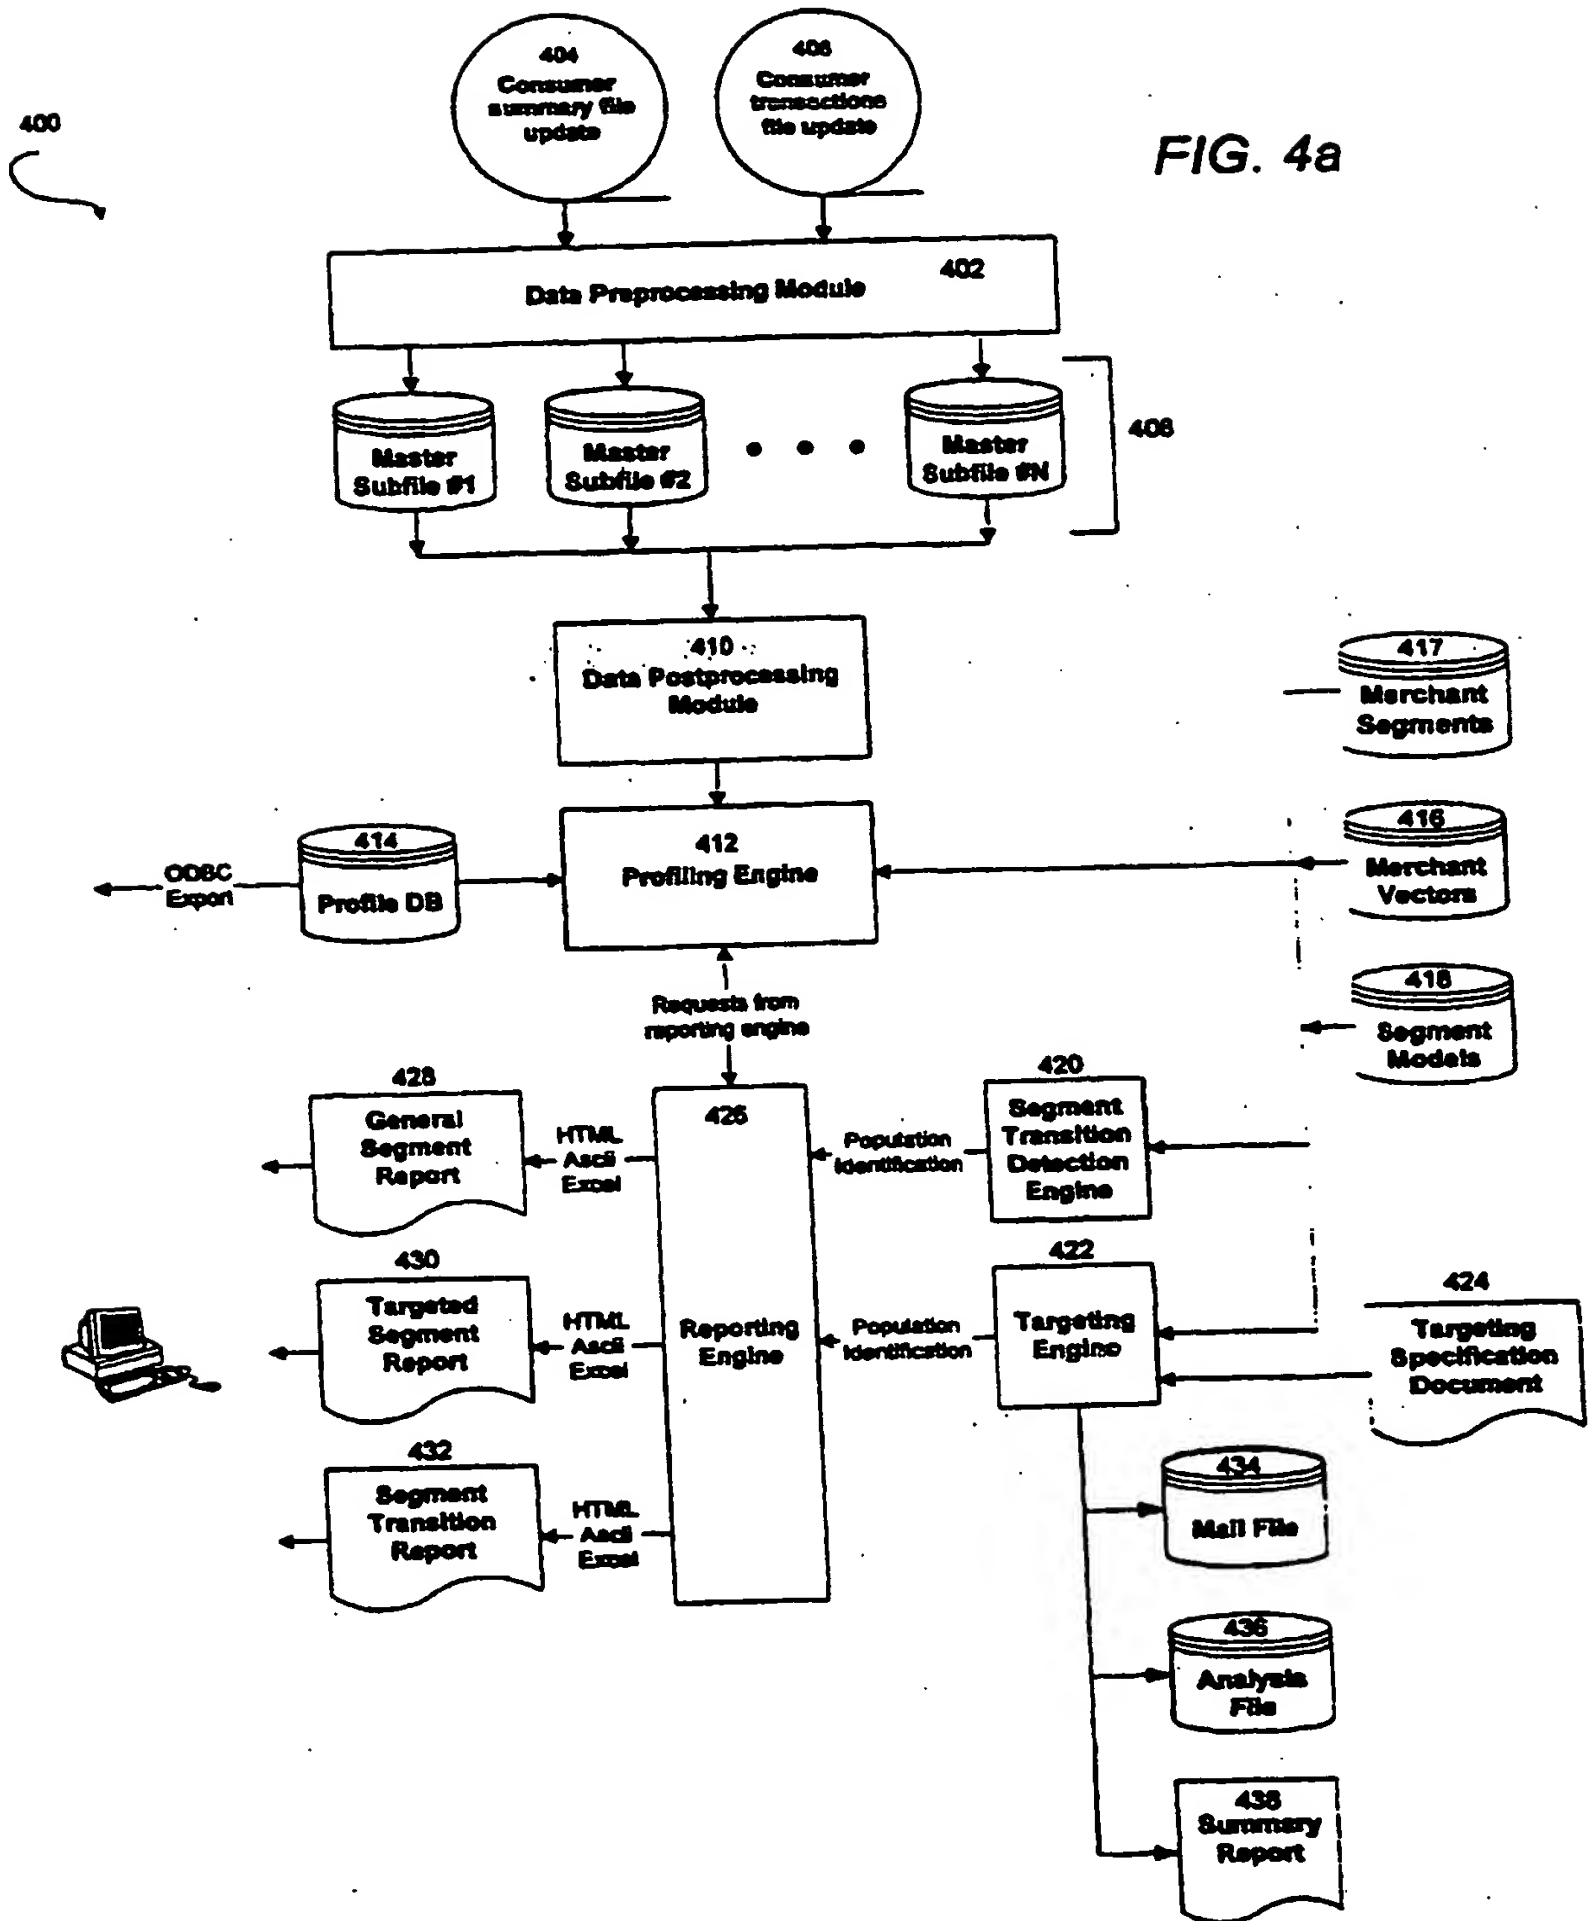 400
404
Consumer
summary file
update
406
Consumer
transactions
file update
FIG. 4a
402
Data Preprocessing Module
Master
Subfile #1
Master
Subfile #2
Master
Subfile #N
408
410
Data Postprocessing
Module
417
Merchant
Segments
412
Profiling Engine
414
Profile DB
ODBC
Export
416
Merchant
Vectors
418
Segment
Models
Requests from
reporting engine
428
General
Segment
Report
HTML
Ascii
Excel
426
Reporting
Engine
Population
Identification
420
Segment
Transition
Detection
Engine
430
Targeted
Segment
Report
HTML
Ascii
Excel
Population
Identification
422
Targeting
Engine
424
Targeting
Specification
Document
432
Segment
Transition
Report
HTML
Ascii
Excel
434
Mail File
436
Analysis
File
438
Summary
Report